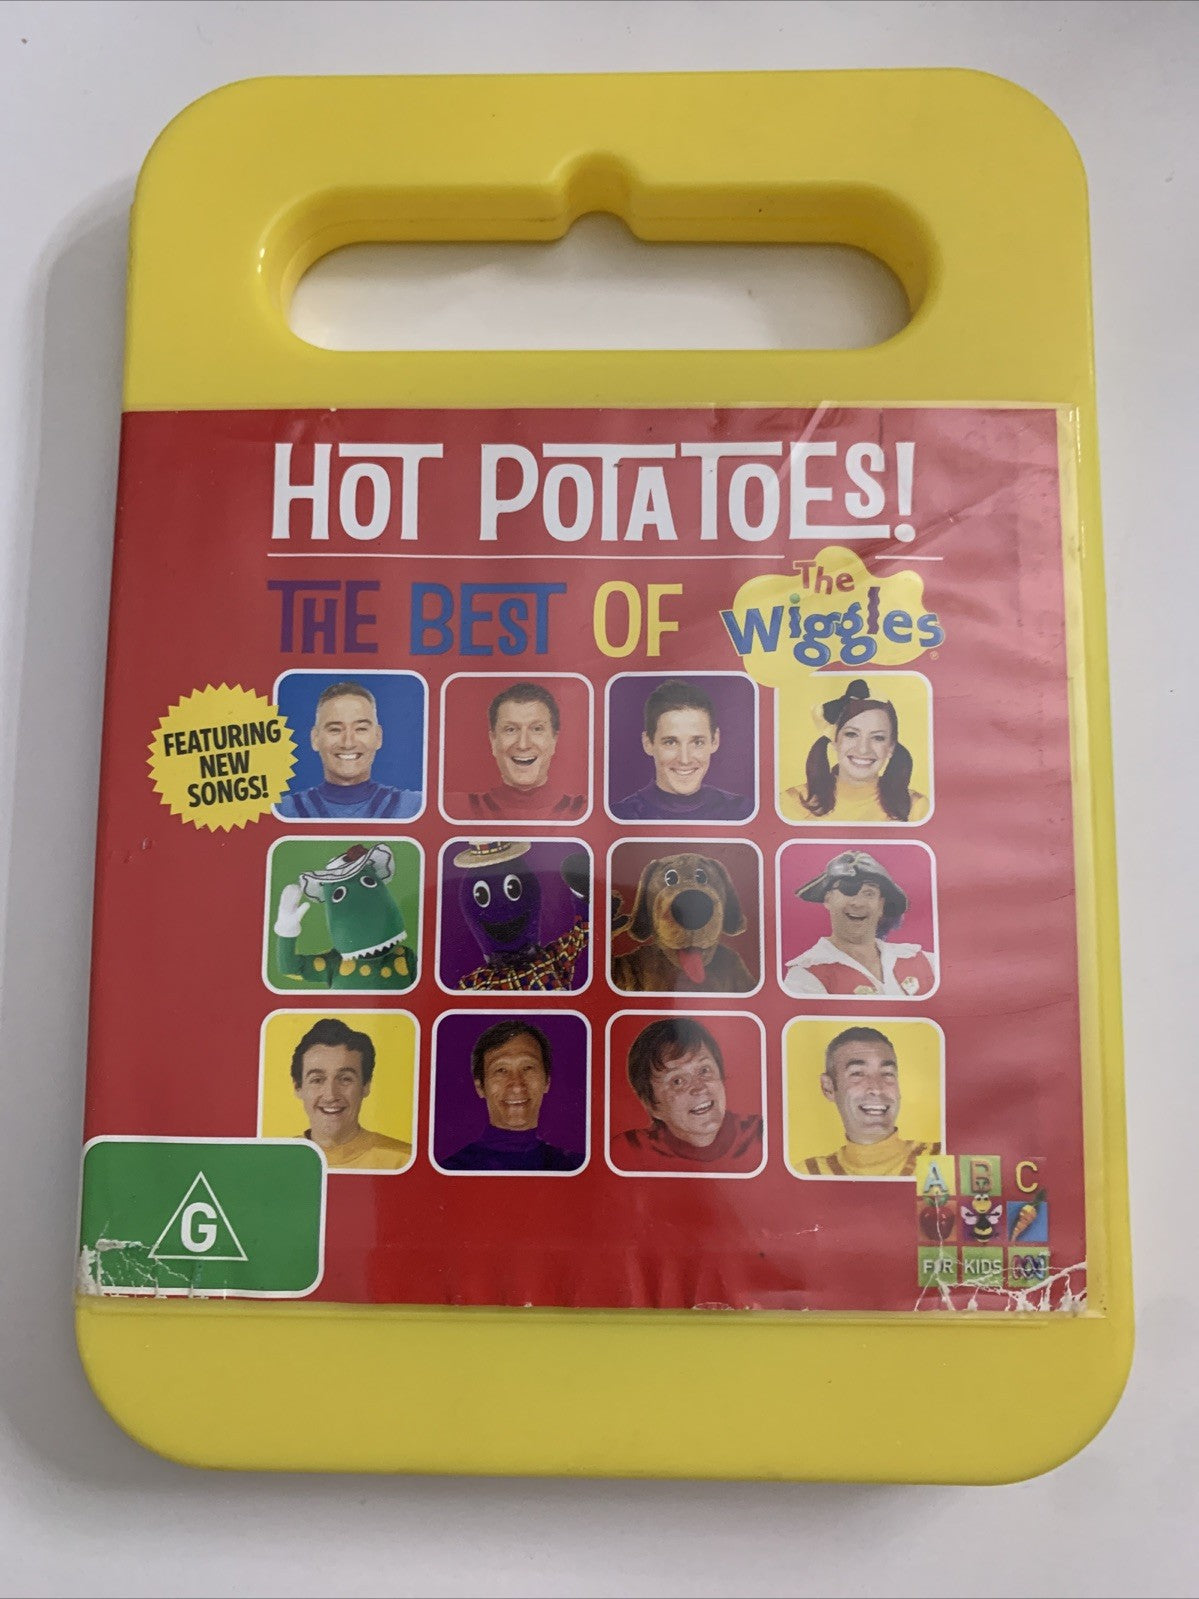 HOT POTATOES!
THE BEST OF The Wiggles ®
FEATURING
NEW
SONGS!
G
A B C
FOR KIDS